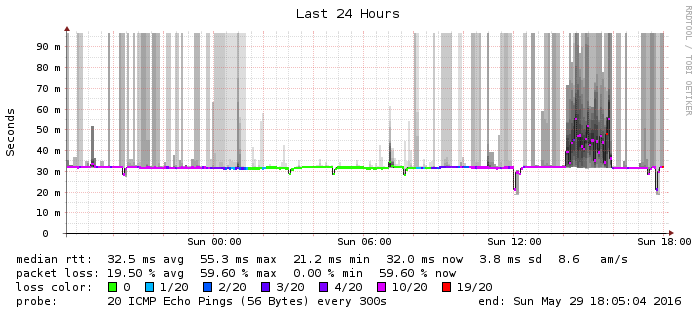 Last 24 Hours
RRDTOOL / TOBI OETIKER
Seconds
90 m
80 m
70 m
60 m
50 m
40 m
30 m
20 m
10 m
0
Sun 00:00 Sun 06:00 Sun 12:00 Sun 18:00
median rtt: 32.5 ms avg 55.3 ms max 21.2 ms min 32.0 ms now 3.8 ms sd 8.6 am/s
packet loss: 19.50 % avg 59.60 % max 0.00 % min 59.60 % now
loss color: 0 1/20 2/20 3/20 4/20 10/20 19/20
probe: 20 ICMP Echo Pings (56 Bytes) every 300s end: Sun May 29 18:05:04 2016